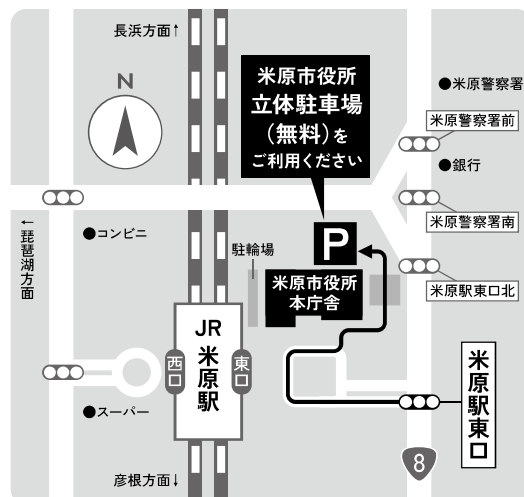 長浜方面↑
N
米原市役所
立体駐車場
(無料)を
ご利用ください
●米原警察署
米原警察署前
●銀行
米原警察署南
←琵琶湖方面
●コンビニ
駐輪場
P
米原市役所
本庁舎
米原駅東口北
JR
米原駅
西口
東口
●スーパー
米原駅東口
8
彦根方面↓